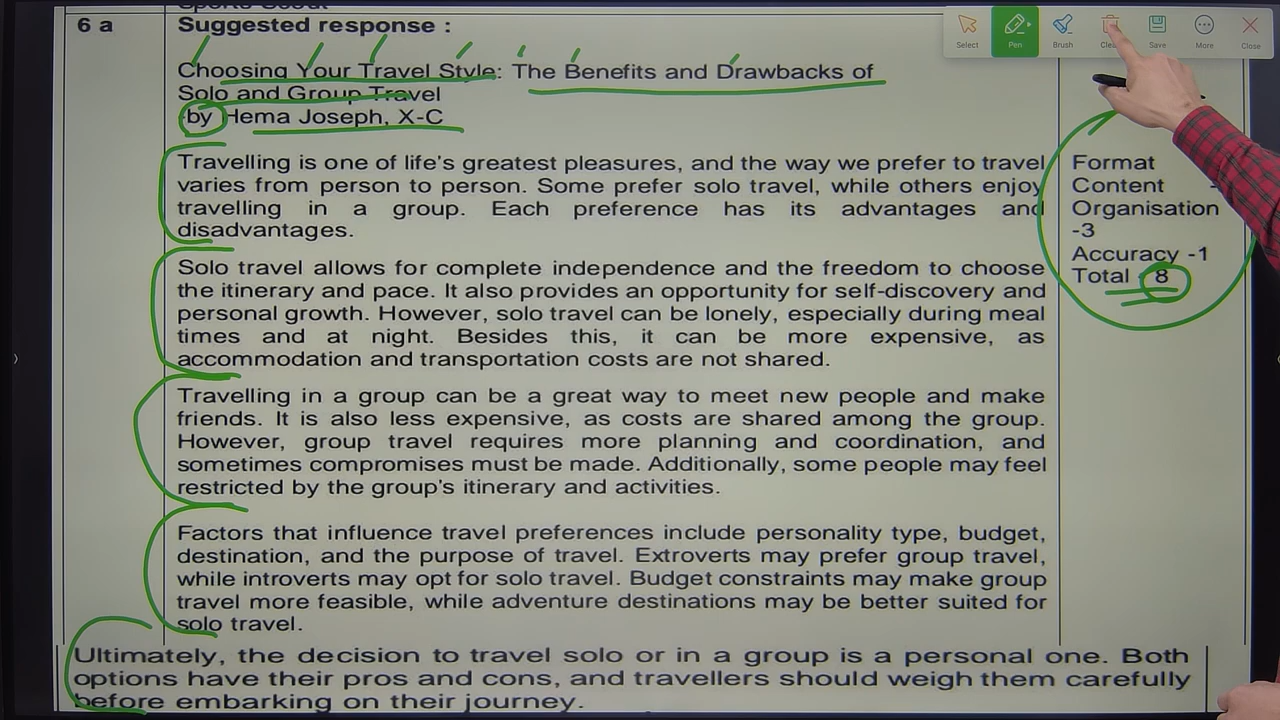 Sports Scout
6 a
Suggested response :
Choosing Your Travel Style: The Benefits and Drawbacks of
Solo and Group Travel
by Hema Joseph, X-C
Travelling is one of life's greatest pleasures, and the way we prefer to travel
varies from person to person. Some prefer solo travel, while others enjoy
travelling in a group. Each preference has its advantages and
disadvantages.
Solo travel allows for complete independence and the freedom to choose
the itinerary and pace. It also provides an opportunity for self-discovery and
personal growth. However, solo travel can be lonely, especially during meal
times and at night. Besides this, it can be more expensive, as
accommodation and transportation costs are not shared.
Travelling in a group can be a great way to meet new people and make
friends. It is also less expensive, as costs are shared among the group.
However, group travel requires more planning and coordination, and
sometimes compromises must be made. Additionally, some people may feel
restricted by the group's itinerary and activities.
Factors that influence travel preferences include personality type, budget,
destination, and the purpose of travel. Extroverts may prefer group travel,
while introverts may opt for solo travel. Budget constraints may make group
travel more feasible, while adventure destinations may be better suited for
solo travel.
Ultimately, the decision to travel solo or in a group is a personal one. Both
options have their pros and cons, and travellers should weigh them carefully
before embarking on their journey.
Format
Content -
Organisation
-3
Accuracy -1
Total - 8
Select
Pen
Brush
Save
More
Close